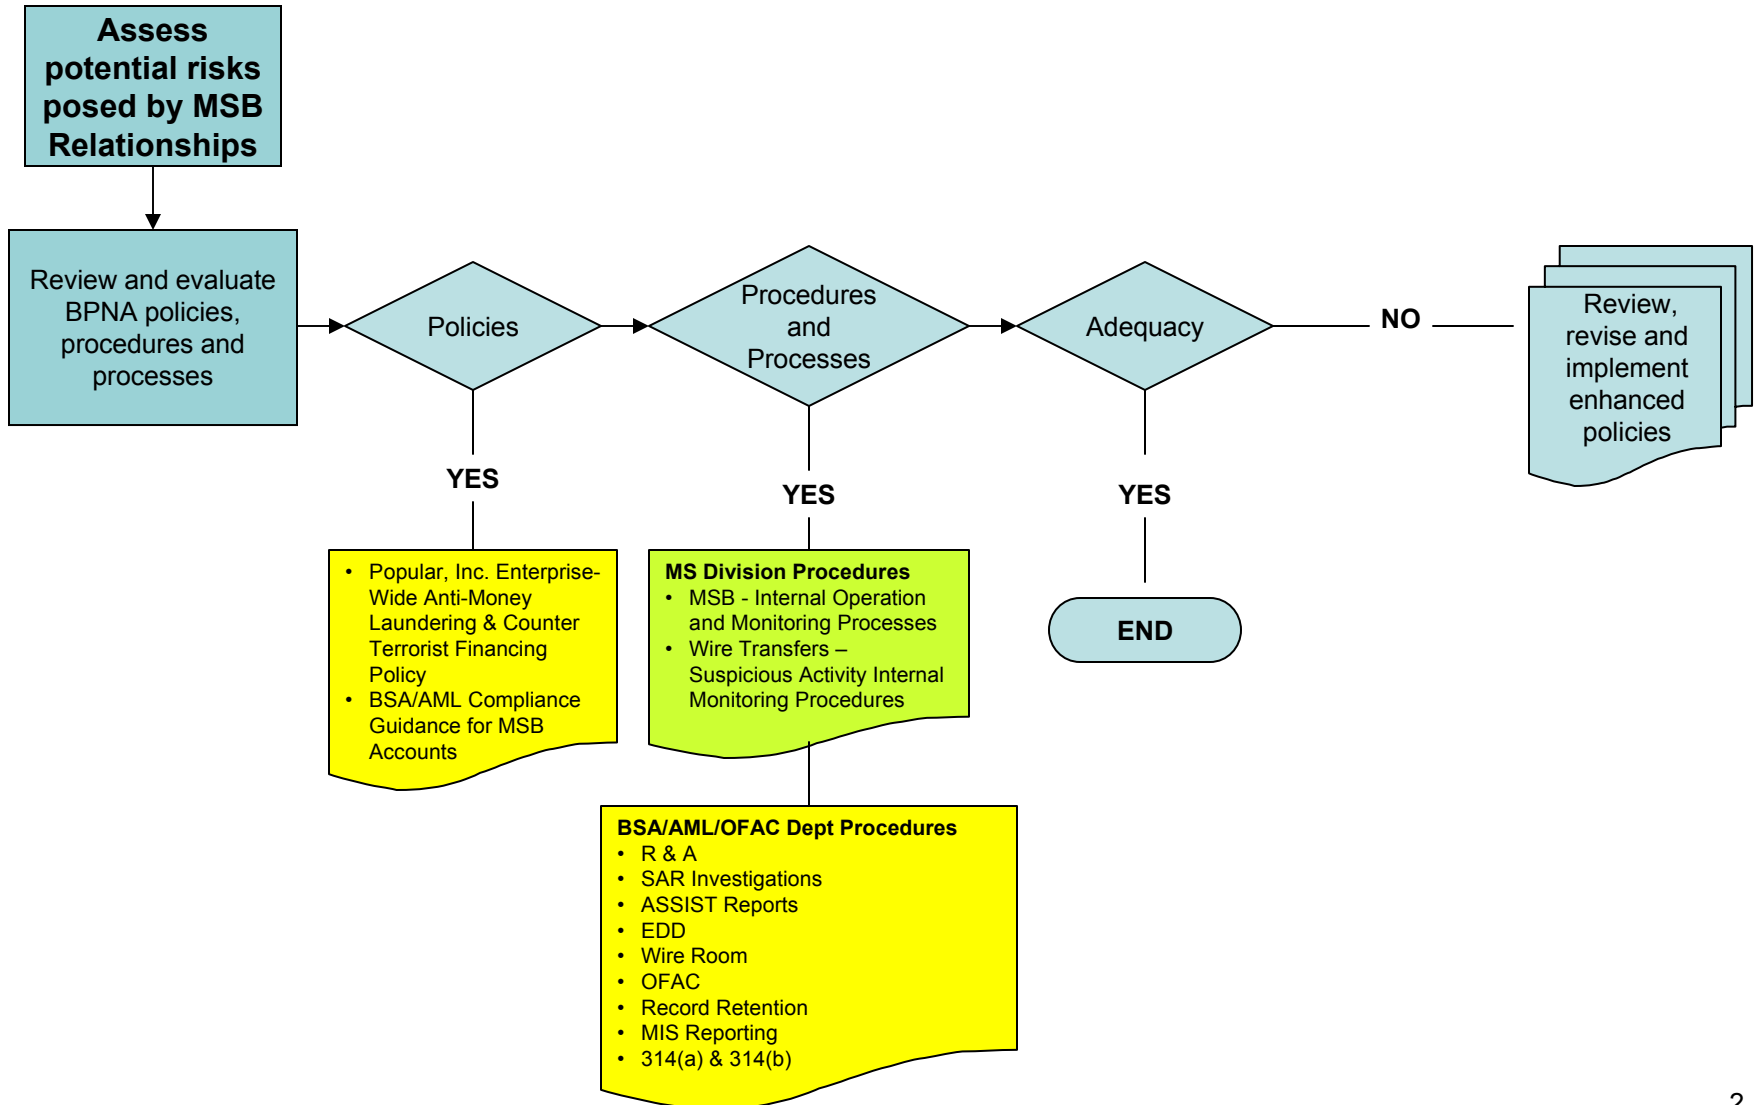 Assess
potential risks
posed by MSB
Relationships
Review and evaluate
BPNA policies,
procedures and
processes
Policies
Procedures
and
Processes
Adequacy
NO
Review,
revise and
implement
enhanced
policies
YES
YES
YES
• Popular, Inc. Enterprise-
Wide Anti-Money
Laundering & Counter
Terrorist Financing
Policy
• BSA/AML Compliance
Guidance for MSB
Accounts
MS Division Procedures
• MSB - Internal Operation
and Monitoring Processes
• Wire Transfers –
Suspicious Activity Internal
Monitoring Procedures
END
BSA/AML/OFAC Dept Procedures
• R & A
• SAR Investigations
• ASSIST Reports
• EDD
• Wire Room
• OFAC
• Record Retention
• MIS Reporting
• 314(a) & 314(b)
2